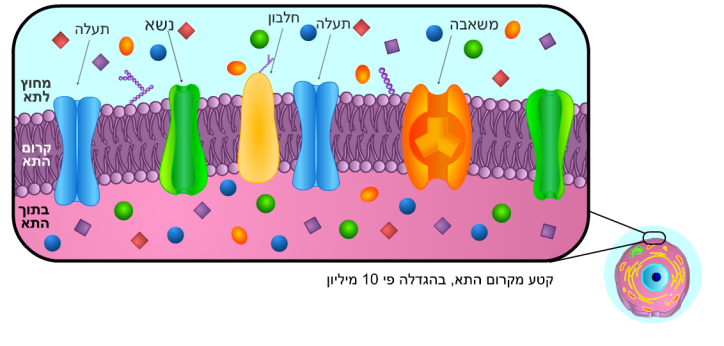 משאבה
תעלה
חלבון
נשא
תעלה
מחוץ
לתא
קרום
התא
בתוך
התא
קטע מקרום התא, בהגדלה פי 10 מיליון